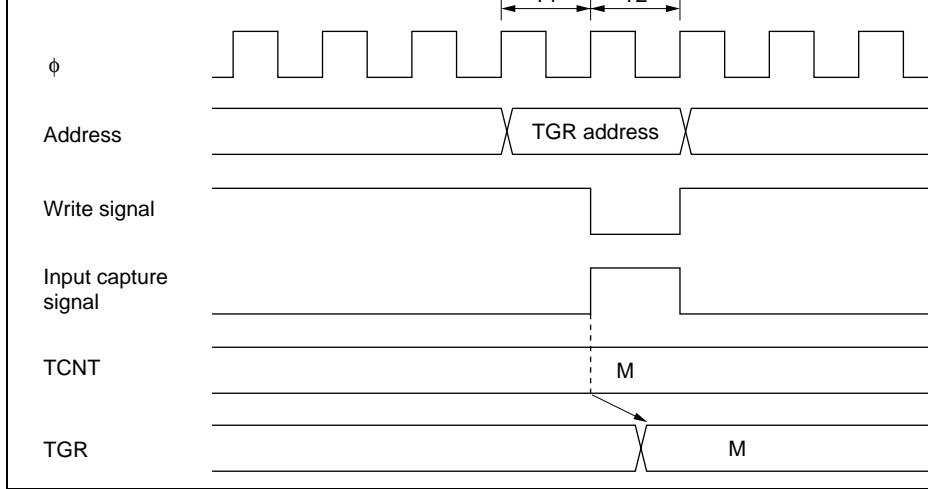 T1 T2
φ
Address
TGR address
Write signal
Input capture
signal
TCNT
M
TGR
M